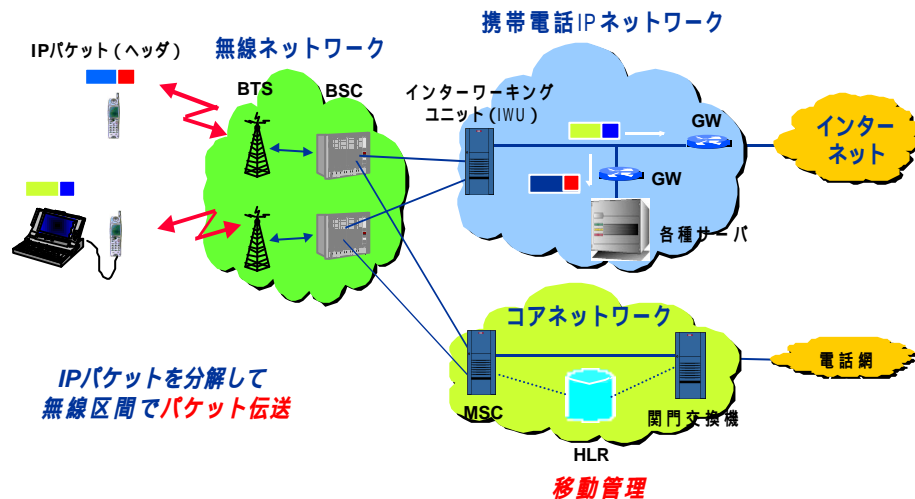 携帯電話IPネットワーク
IPパケット(ヘッダ)
無線ネットワーク
BTS
BSC
インターワーキング
ユニット(IWU)
GW
インター
ネット
GW
各種サーバ
コアネットワーク
電話網
IPパケットを分解して
無線区間でパケット伝送
MSC
関門交換機
HLR
移動管理